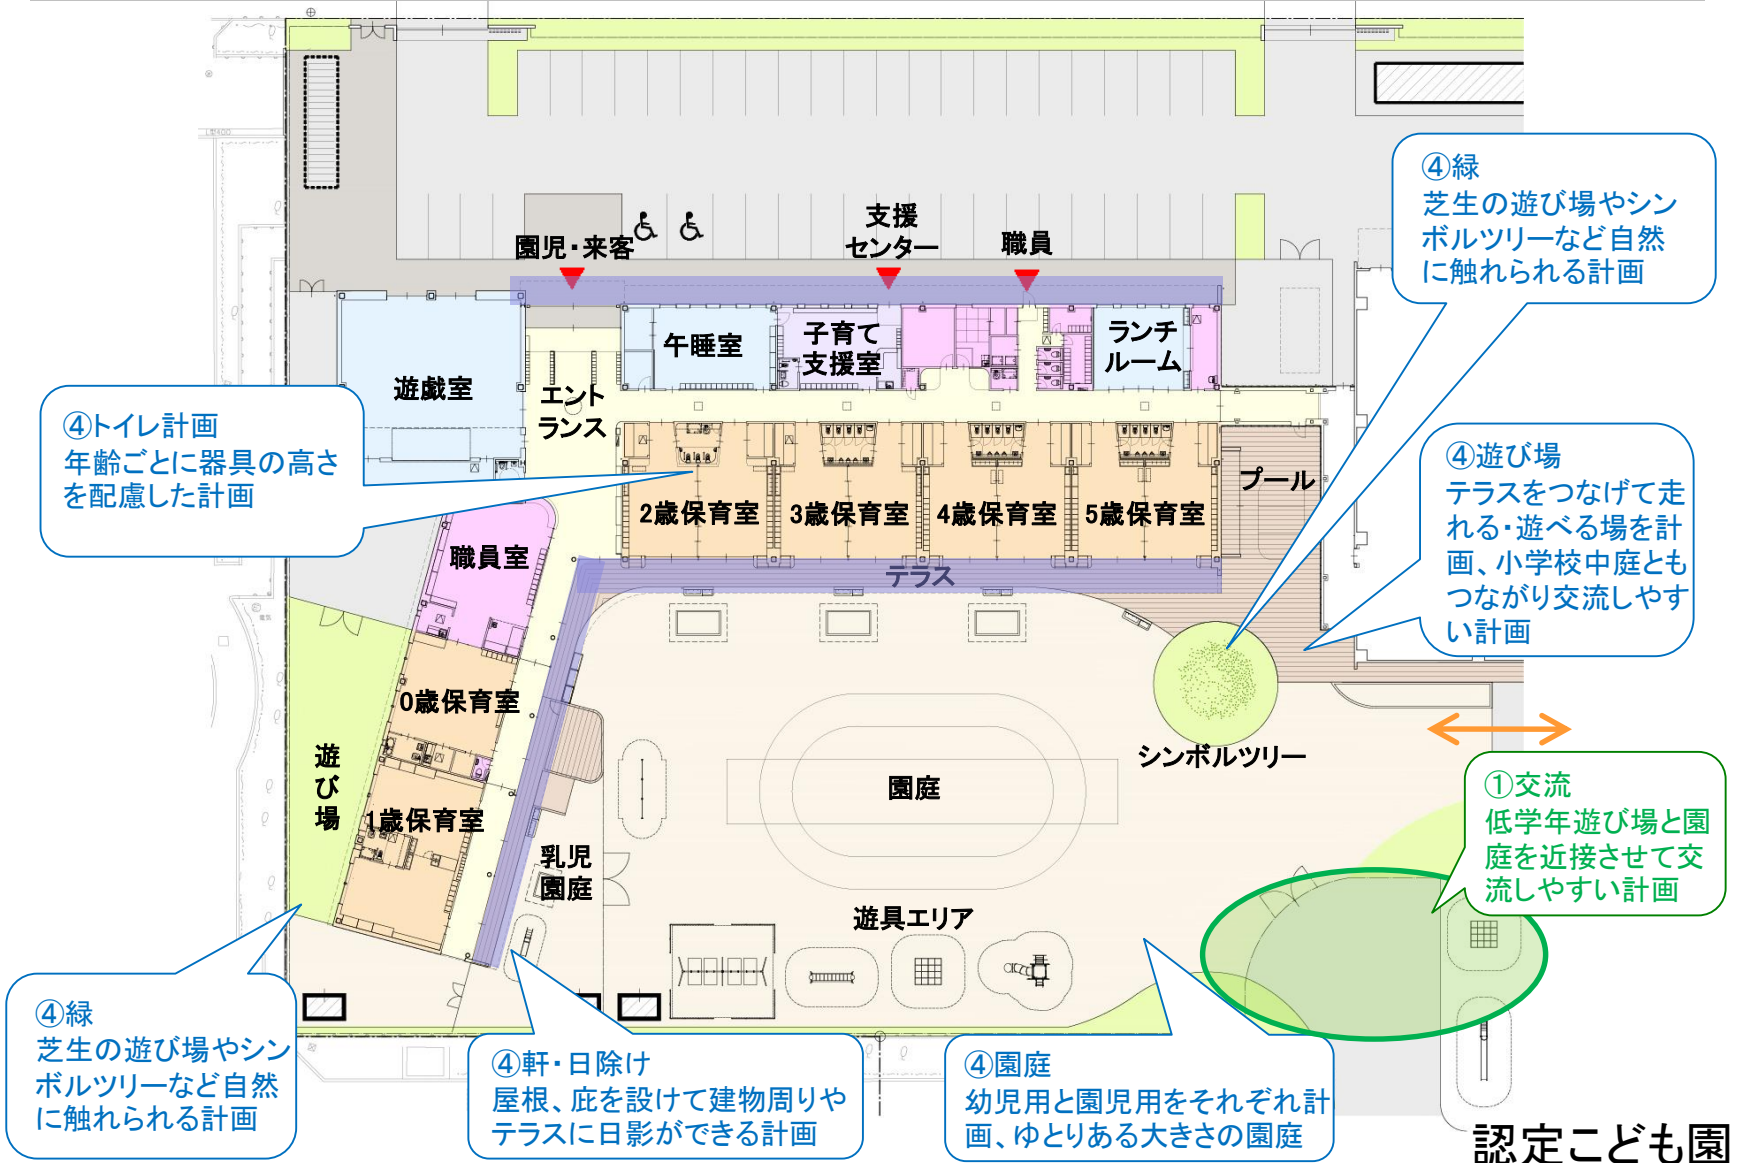 ④緑
芝生の遊び場やシン
ボルツリーなど自然
に触れられる計画
支援
センター
園児・来客
職員
午睡室
子育て
支援室
ランチ
ルーム
遊戯室
エント
ランス
④トイレ計画
年齢ごとに器具の高さ
を配慮した計画
④遊び場
テラスをつなげて走
れる・遊べる場を計
画、小学校中庭とも
つながり交流しやす
い計画
プール
2歳保育室
3歳保育室
4歳保育室
5歳保育室
職員室
テラス
0歳保育室
遊び場
1歳保育室
シンボルツリー
園庭
①交流
低学年遊び場と園
庭を近接させて交
流しやすい計画
乳児
園庭
遊具エリア
④緑
芝生の遊び場やシン
ボルツリーなど自然
に触れられる計画
④軒・日除け
屋根、庇を設けて建物周りや
テラスに日影ができる計画
④園庭
幼児用と園児用をそれぞれ計
画、ゆとりある大きさの園庭
認定こども園